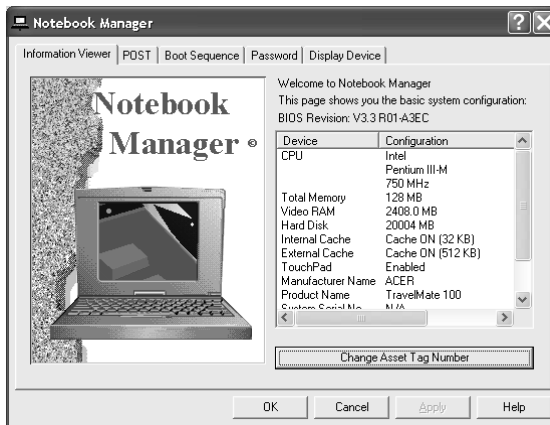 Notebook Manager
Information Viewer POST Boot Sequence Password Display Device
Notebook
Manager ©
Welcome to Notebook Manager
This page shows you the basic system configuration:
BIOS Revision: V3.3 R01-A3EC
Device Configuration
CPU Intel
Pentium III-M
750 MHz
Total Memory 128 MB
Video RAM 2408.0 MB
Hard Disk 20004 MB
Internal Cache Cache ON (32 KB)
External Cache Cache ON (512 KB)
TouchPad Enabled
Manufacturer Name ACER
Product Name TravelMate 100
System Serial No N/A
Change Asset Tag Number
OK Cancel Apply Help